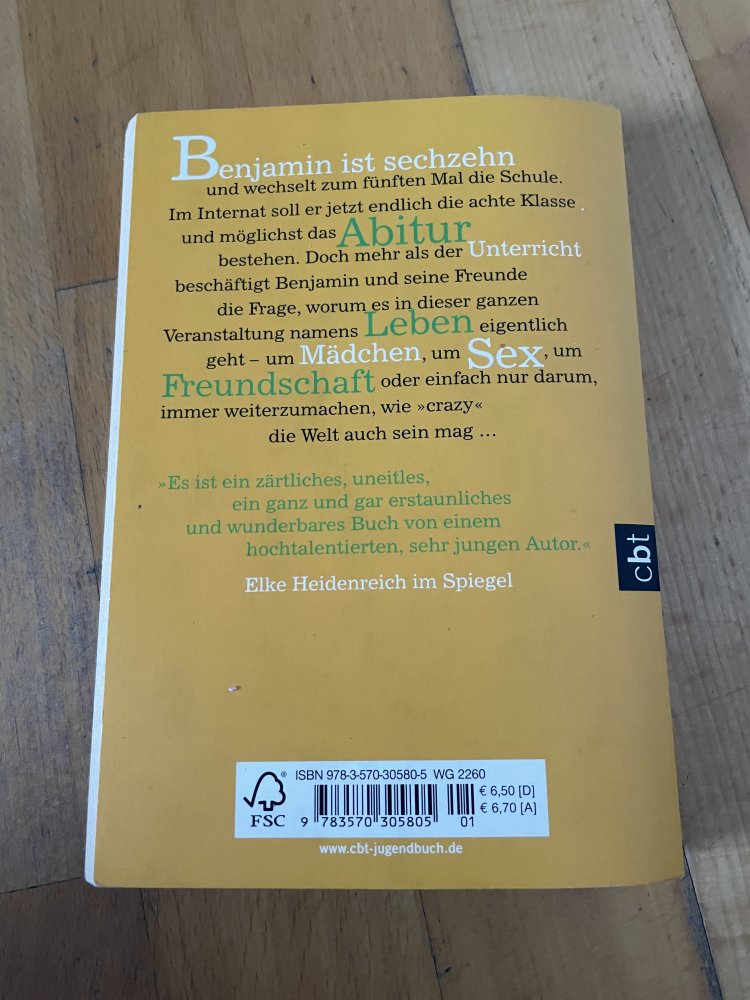 Benjamin ist sechzehn
und wechselt zum fünften Mal die Schule.
Im Internat soll er jetzt endlich die achte Klasse
und möglichst das Abitur
bestehen. Doch mehr als der Unterricht
beschäftigt Benjamin und seine Freunde
die Frage, worum es in dieser ganzen
Veranstaltung namens Leben eigentlich
geht – um Mädchen, um Sex, um
Freundschaft oder einfach nur darum,
immer weiterzumachen, wie »crazy«
die Welt auch sein mag ...
»Es ist ein zärtliches, uneitles,
ein ganz und gar erstaunliches
und wunderbares Buch von einem
hochtalentierten, sehr jungen Autor.«
Elke Heidenreich im Spiegel
cbt
ISBN 978-3-570-30580-5 WG 2260
€ 6,50 [D]
€ 6,70 [A]
® FSC
9 783570 305805 01
www.cbt-jugendbuch.de